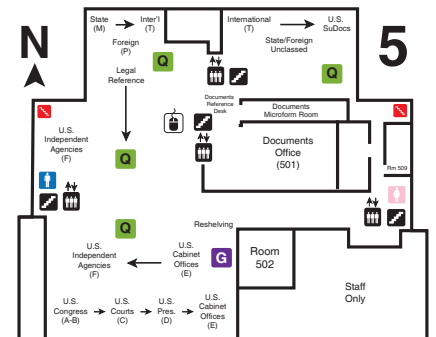 N
5
State
(M)
Inter'l
(T)
International
(T)
U.S.
SuDocs
Foreign
(P)
State/Foreign
Unclassed
Legal
Reference
Q
Q
Documents
Reference
Desk
Documents
Microform Room
U.S.
Independent
Agencies
(F)
Documents
Office
(501)
Q
Rm 509
Q
Reshelving
U.S.
Independent
Agencies
(F)
U.S.
Cabinet
Offices
(E)
G
Room
502
Staff
Only
U.S.
Congress
(A-B)
U.S.
Courts
(C)
U.S.
Pres.
(D)
U.S.
Cabinet
Offices
(E)